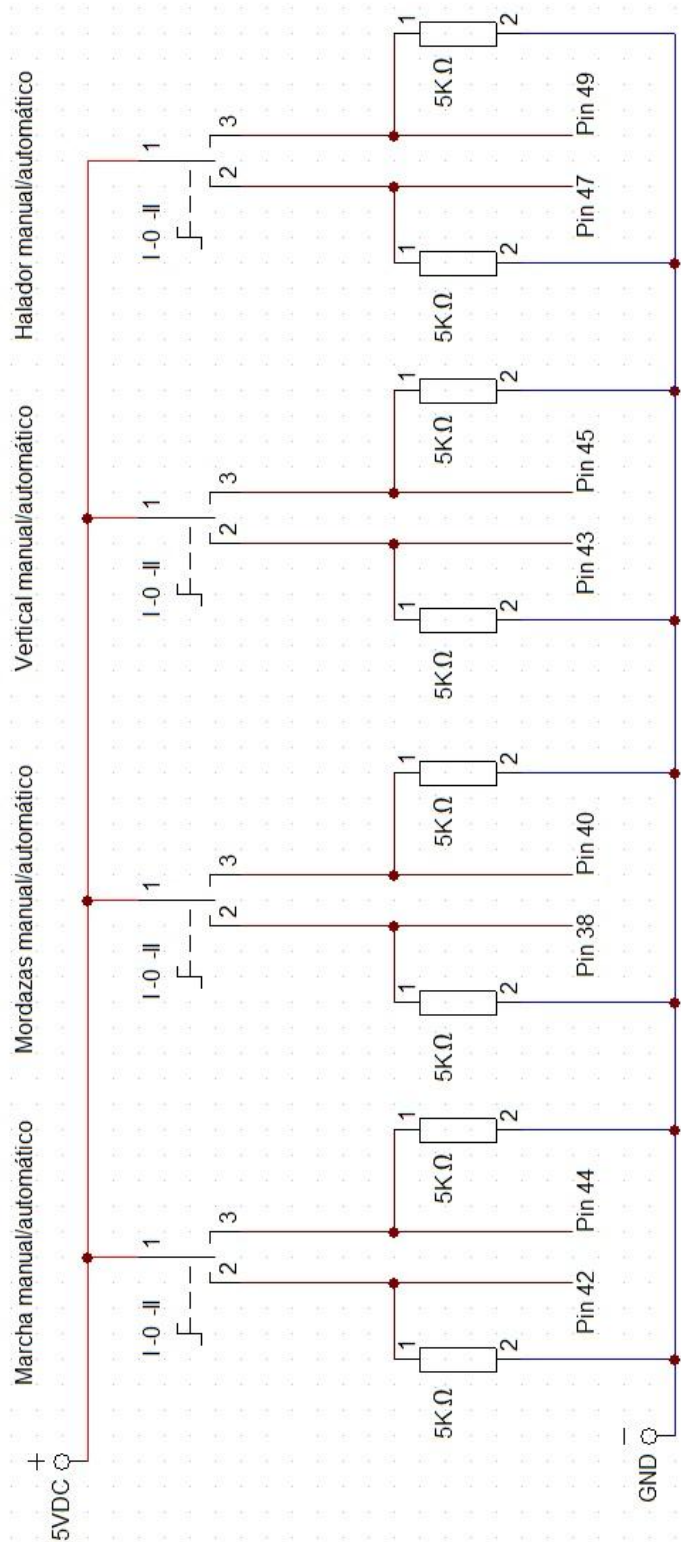 Marcha manual/automático
Mordazas manual/automático
Vertical manual/automático
Halador manual/automático
+
5VDC
I-0-II
1
2
3
I-0-II
1
2
3
I-0-II
1
2
3
I-0-II
1
2
3
1
5KΩ
2
1
5KΩ
2
1
5KΩ
2
1
5KΩ
2
1
5KΩ
2
1
5KΩ
2
1
5KΩ
2
1
5KΩ
2
Pin 42
Pin 44
Pin 38
Pin 40
Pin 43
Pin 45
Pin 47
Pin 49
−
GND